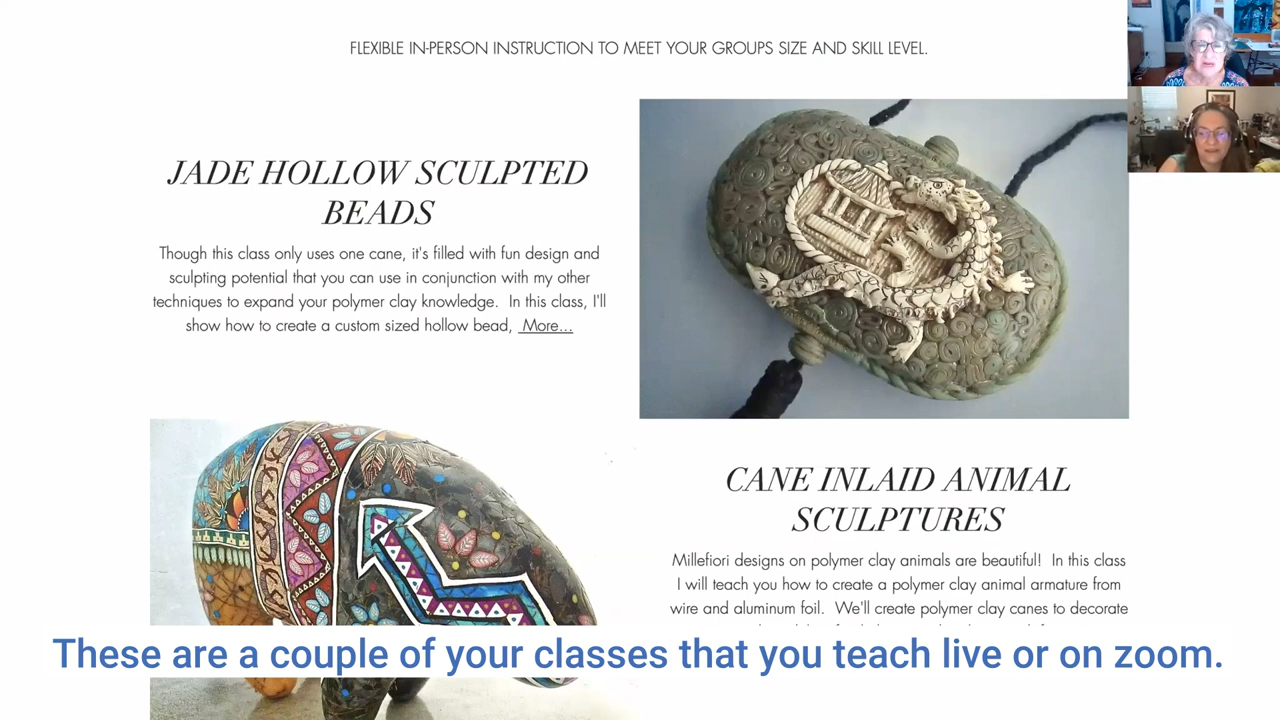 FLEXIBLE IN-PERSON INSTRUCTION TO MEET YOUR GROUPS SIZE AND SKILL LEVEL.
JADE HOLLOW SCULPTED
BEADS
Though this class only uses one cane, it's filled with fun design and
sculpting potential that you can use in conjunction with my other
techniques to expand your polymer clay knowledge. In this class, I'll
show how to create a custom sized hollow bead, More...
CANE INLAID ANIMAL
SCULPTURES
Millefiori designs on polymer clay animals are beautiful! In this class
I will teach you how to create a polymer clay animal armature from
wire and aluminum foil. We'll create polymer clay canes to decorate
These are a couple of your classes that you teach live or on zoom.